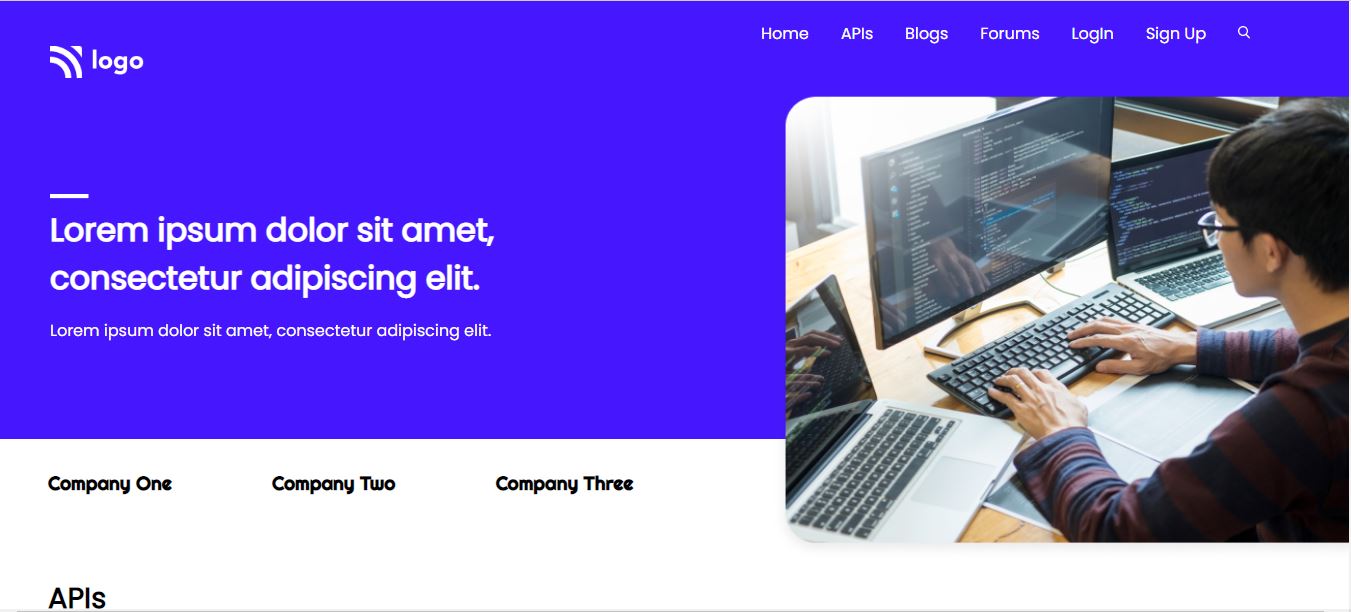 logo
Home APIs Blogs Forums LogIn Sign Up
Lorem ipsum dolor sit amet,
consectetur adipiscing elit.
Lorem ipsum dolor sit amet, consectetur adipiscing elit.
Company One Company Two Company Three
APIs